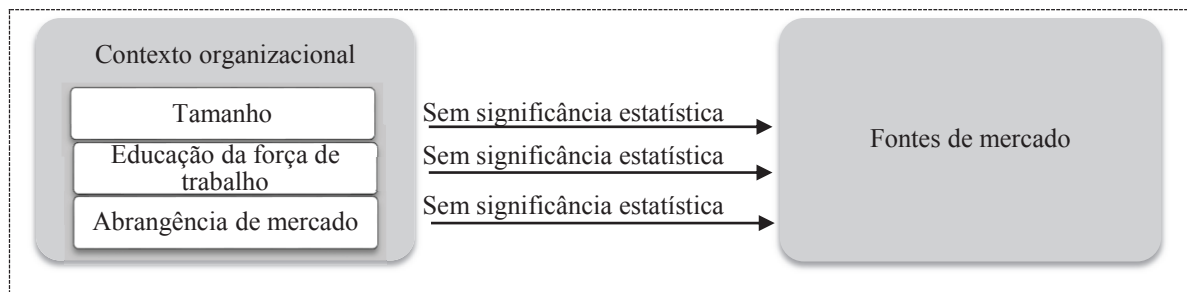 Contexto organizacional
Tamanho
Educação da força de
trabalho
Abrangência de mercado
Sem significância estatística
Sem significância estatística
Sem significância estatística
Fontes de mercado